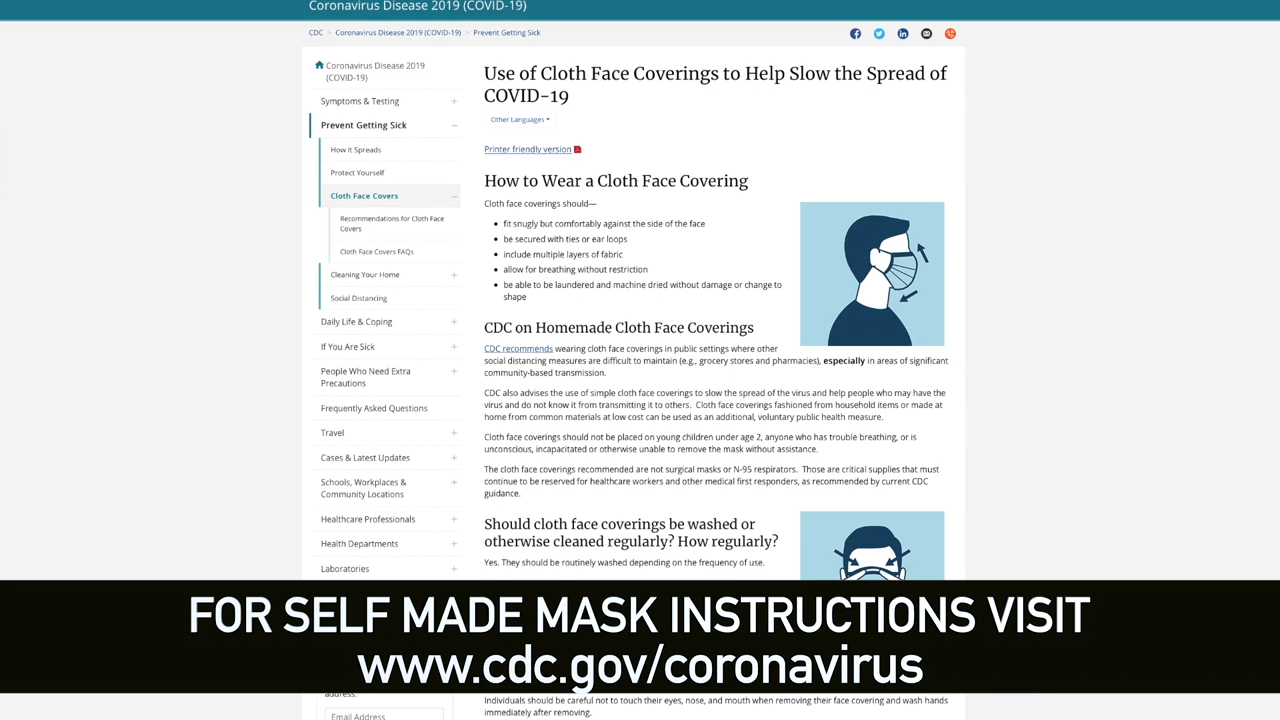 Coronavirus Disease 2019 (COVID-19)
CDC > Coronavirus Disease 2019 (COVID-19) > Prevent Getting Sick
Coronavirus Disease 2019
(COVID-19)
Symptoms & Testing
Prevent Getting Sick
How It Spreads
Protect Yourself
Cloth Face Covers
Recommendations for Cloth Face
Covers
Cloth Face Covers FAQs
Cleaning Your Home
Social Distancing
Daily Life & Coping
If You Are Sick
People Who Need Extra
Precautions
Frequently Asked Questions
Travel
Cases & Latest Updates
Schools, Workplaces &
Community Locations
Healthcare Professionals
Health Departments
Laboratories
Use of Cloth Face Coverings to Help Slow the Spread of
COVID-19
Other Languages
Printer friendly version
How to Wear a Cloth Face Covering
Cloth face coverings should—
• fit snugly but comfortably against the side of the face
• be secured with ties or ear loops
• include multiple layers of fabric
• allow for breathing without restriction
• be able to be laundered and machine dried without damage or change to
shape
CDC on Homemade Cloth Face Coverings
CDC recommends wearing cloth face coverings in public settings where other
social distancing measures are difficult to maintain (e.g., grocery stores and pharmacies), especially in areas of significant
community-based transmission.
CDC also advises the use of simple cloth face coverings to slow the spread of the virus and help people who may have the
virus and do not know it from transmitting it to others. Cloth face coverings fashioned from household items or made at
home from common materials at low cost can be used as an additional, voluntary public health measure.
Cloth face coverings should not be placed on young children under age 2, anyone who has trouble breathing, or is
unconscious, incapacitated or otherwise unable to remove the mask without assistance.
The cloth face coverings recommended are not surgical masks or N-95 respirators. Those are critical supplies that must
continue to be reserved for healthcare workers and other medical first responders, as recommended by current CDC
guidance.
Should cloth face coverings be washed or
otherwise cleaned regularly? How regularly?
Yes. They should be routinely washed depending on the frequency of use.
FOR SELF MADE MASK INSTRUCTIONS VISIT
www.cdc.gov/coronavirus
address.
Email Address
Individuals should be careful not to touch their eyes, nose, and mouth when removing their face covering and wash hands
immediately after removing.